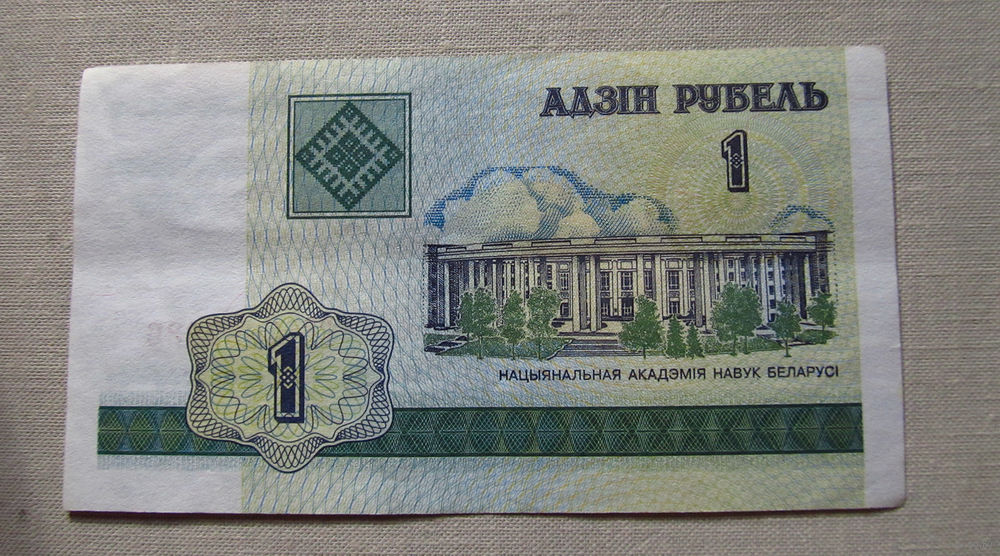 АДЗІН РУБЕЛЬ
1
НАЦЫЯНАЛЬНАЯ АКАДЭМІЯ НАВУК БЕЛАРУСІ
1